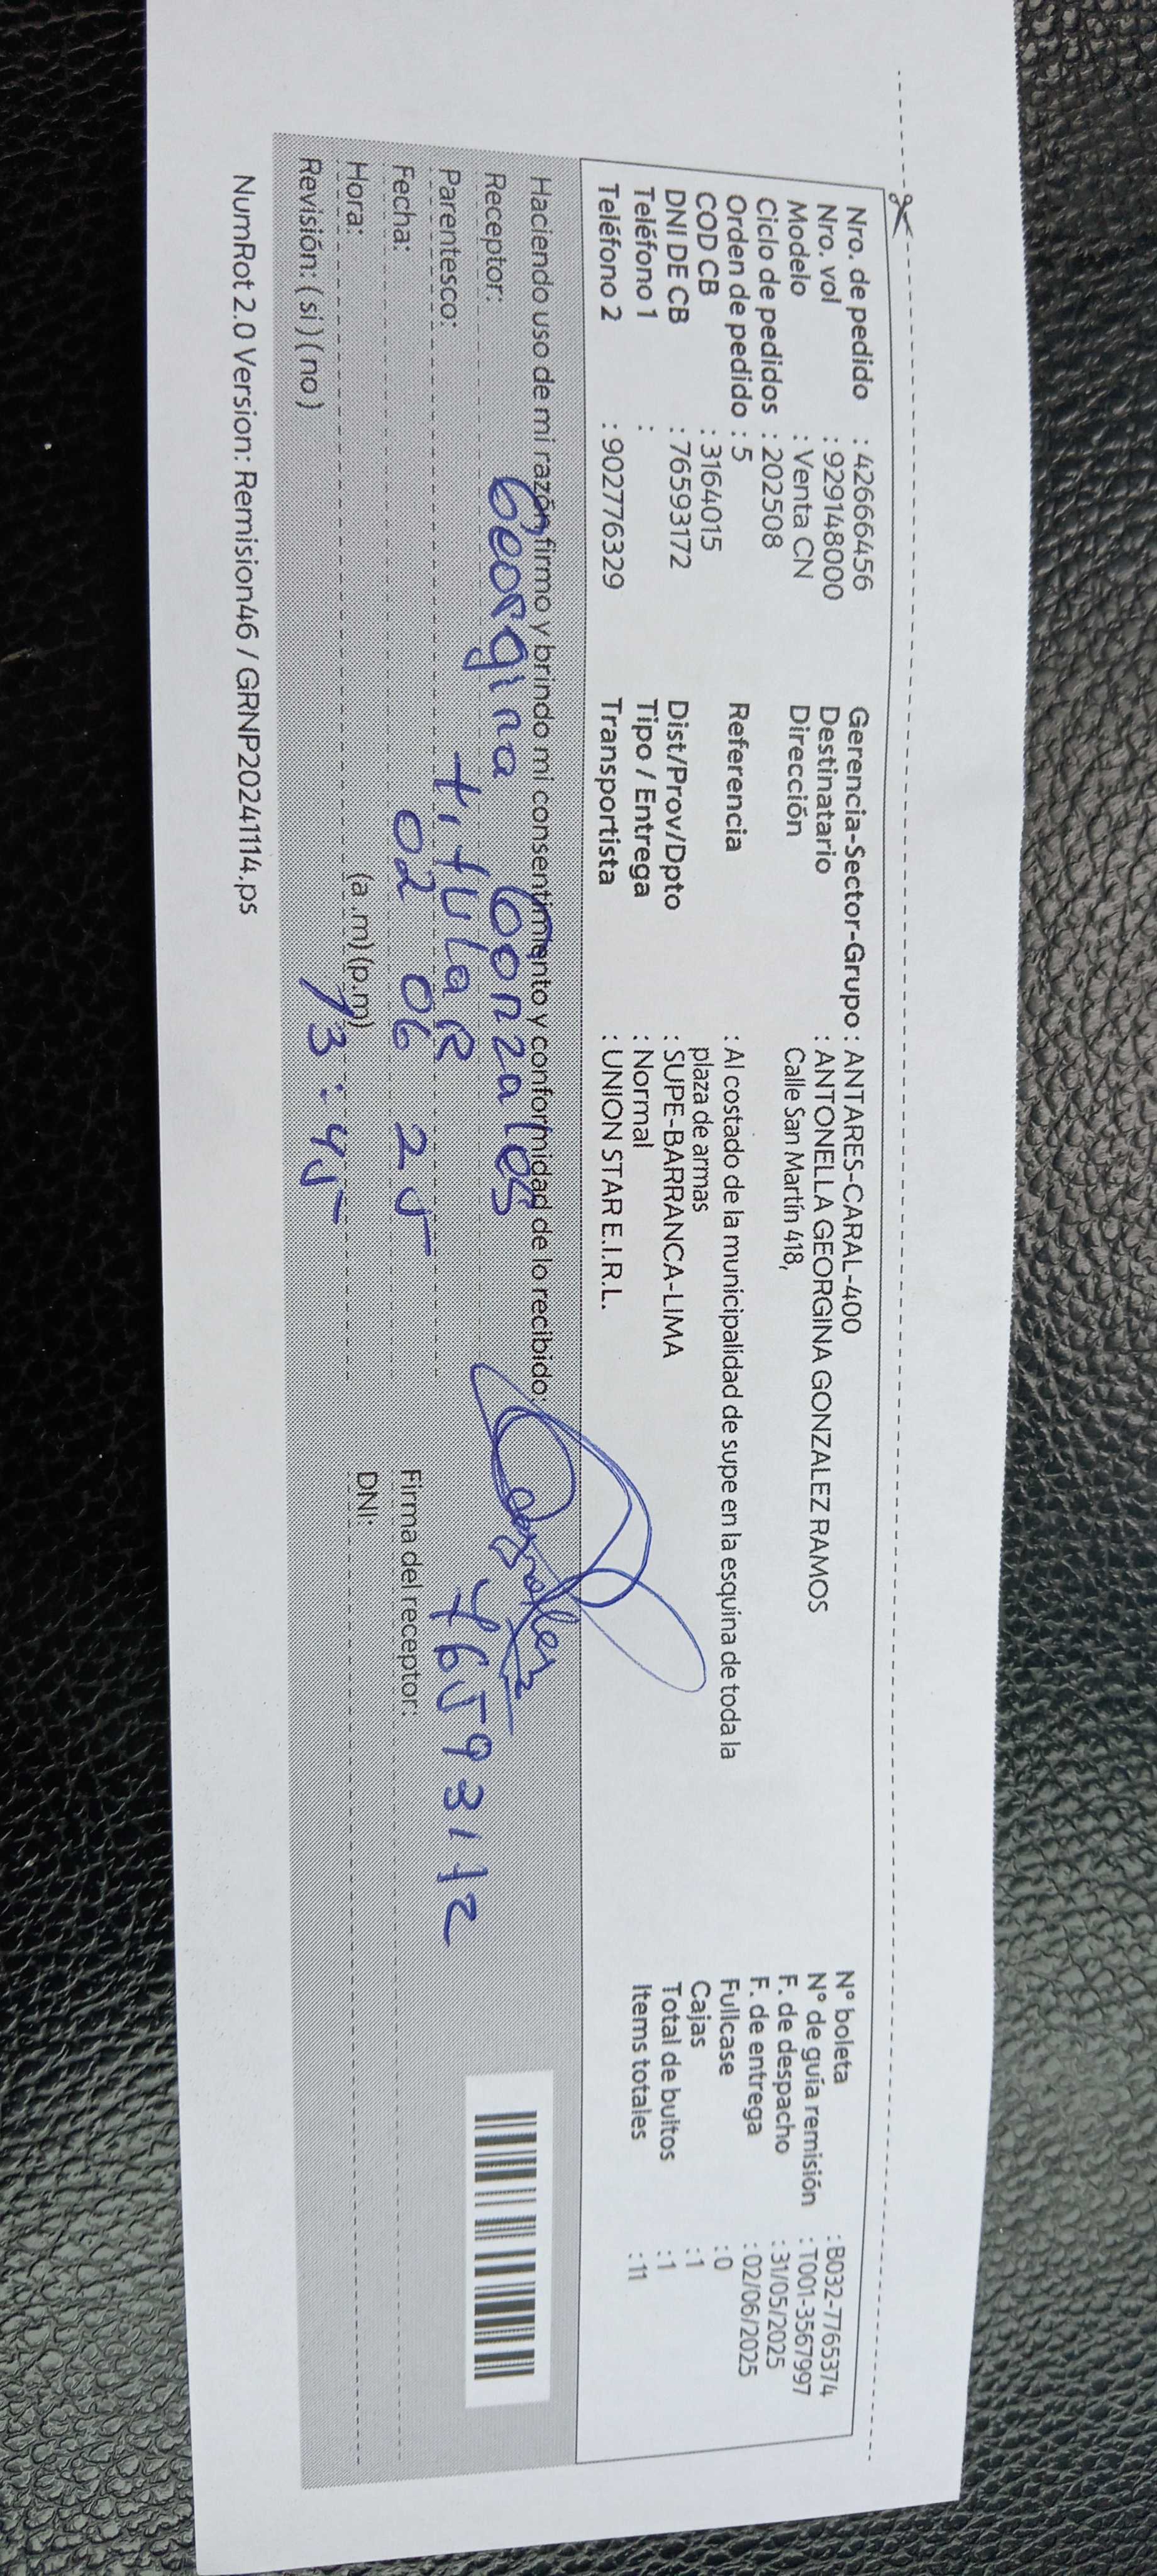 Nro. de pedido : 42666456
Nro. vol : 929148000
Modelo : Venta CN
Ciclo de pedidos : 202508
Orden de pedido : 5
COD CB : 3164015
DNI DE CB : 76593172
Teléfono 1 :
Teléfono 2 : 902776329
Gerencia-Sector-Grupo : ANTARES-CARAL-400
Destinatario : ANTONELLA GEORGINA GONZALEZ RAMOS
Dirección Calle San Martín 418,
Referencia : Al costado de la municipalidad de supe en la esquina de toda la
plaza de armas
Dist/Prov/Dpto : SUPE-BARRANCA-LIMA
Tipo / Entrega : Normal
Transportista : UNION STAR E.I.R.L.
N° boleta : B032-7765374
N° de guía remisión : T001-3567997
F. de despacho : 31/05/2025
F. de entrega : 02/06/2025
Fullcase : 0
Cajas : 1
Total de bultos : 1
Items totales : 11
Haciendo uso de mi razón firmo y brindo mi consentimiento y conformidad de lo recibido:
Receptor: Georgina Gonzales
Parentesco: titular
Fecha: 02 06 25
Hora: (a.m) (p.m) 13:45
Revisión: ( si ) ( no )
Firma del receptor:
DNI: 76593172
NumRot 2.0 Version: Remision46 / GRNP20241114.ps